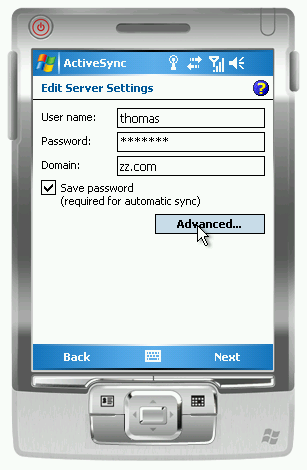 ActiveSync
Edit Server Settings
User name: thomas
Password: *******
Domain: zz.com
Save password
(required for automatic sync)
Advanced...
Back Next